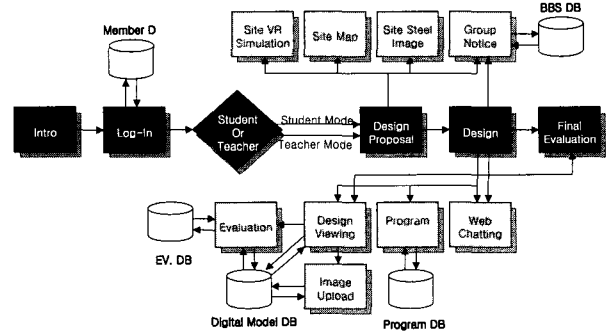 Member D
BBS DB
Site VR
Simulation
Site Map
Site Steel
Image
Group
Notice
Intro
Log-In
Student
Or
Teacher
Student Mode
Teacher Mode
Design
Proposal
Design
Final
Evaluation
Evaluation
Design
Viewing
Program
Web
Chatting
EV. DB
Image
Upload
Digital Model DB
Program DB